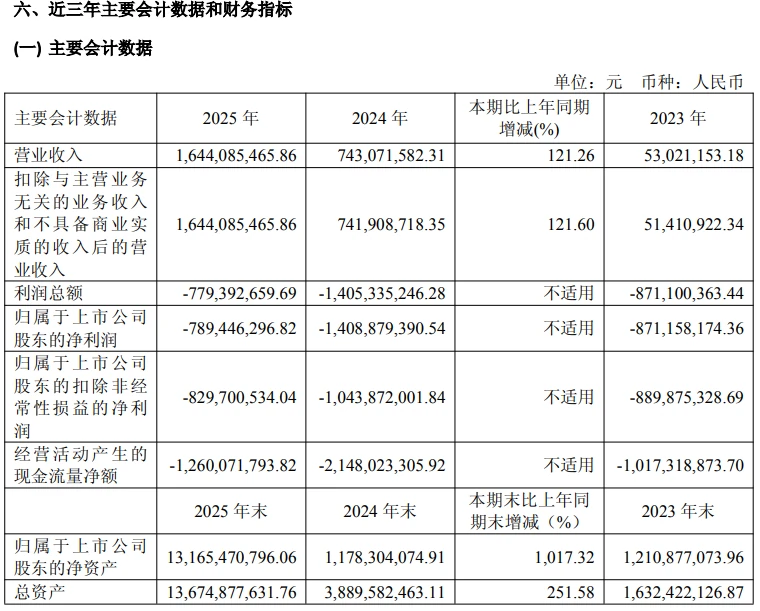 六、近三年主要会计数据和财务指标
(一) 主要会计数据
单位：元 币种：人民币
主要会计数据 2025 年 2024 年 本期比上年同期增减(%) 2023 年
营业收入 1,644,085,465.86 743,071,582.31 121.26 53,021,153.18
扣除与主营业务
无关的业务收入
和不具备商业实
质的收入后的营
业收入 1,644,085,465.86 741,908,718.35 121.60 51,410,922.34
利润总额 -779,392,659.69 -1,405,335,246.28 不适用 -871,100,363.44
归属于上市公司
股东的净利润 -789,446,296.82 -1,408,879,390.54 不适用 -871,158,174.36
归属于上市公司
股东的扣除非经
常性损益的净利
润 -829,700,534.04 -1,043,872,001.84 不适用 -889,875,328.69
经营活动产生的
现金流量净额 -1,260,071,793.82 -2,148,023,305.92 不适用 -1,017,318,873.70
2025 年末 2024 年末 本期末比上年同期末增减（%） 2023 年末
归属于上市公司
股东的净资产 13,165,470,796.06 1,178,304,074.91 1,017.32 1,210,877,073.96
总资产 13,674,877,631.76 3,889,582,463.11 251.58 1,632,422,126.87